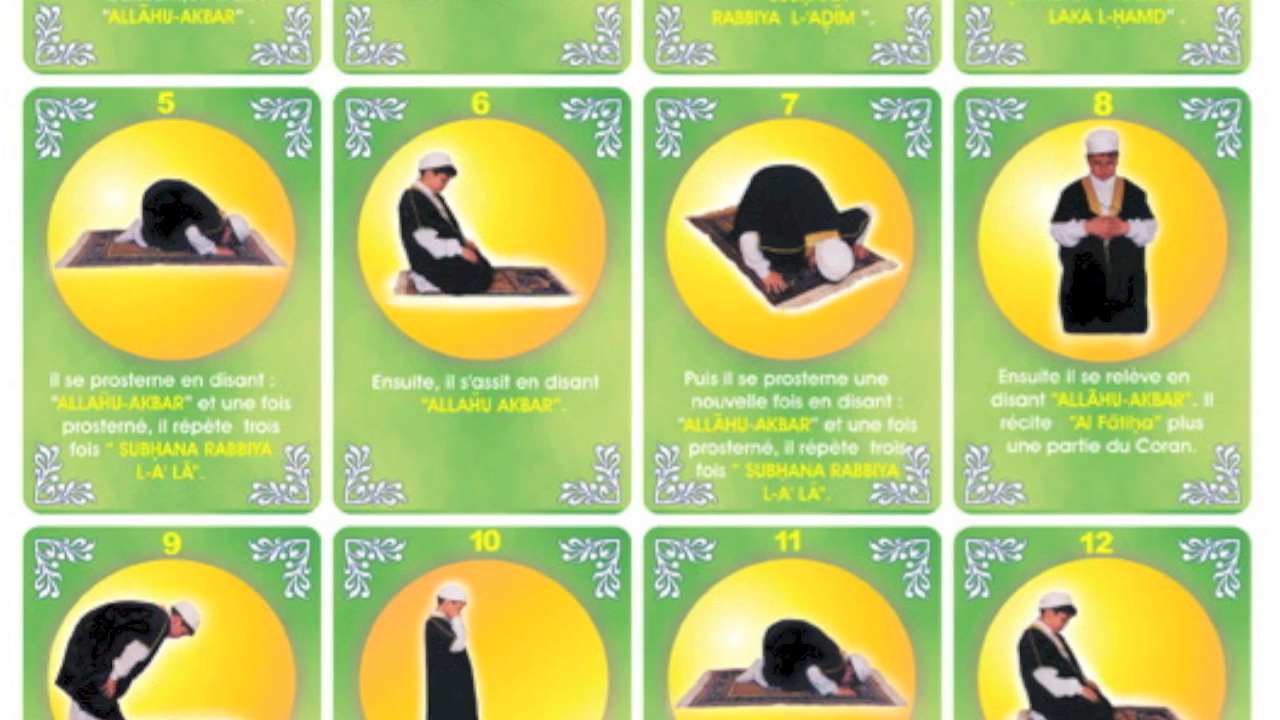 "ALLĀHU-AKBAR" .
RABBIYA L-'AḌĪM ".
LAKA L-ḤAMD" .
5
il se prosterne en disant :
"ALLAHU-AKBAR" et une fois
prosterné, il répète trois
fois " SUBḤANA RABBIYA
L-A' LĀ".
6
Ensuite, il s'assit en disant
"ALLAHU AKBAR".
7
Puis il se prosterne une
nouvelle fois en disant :
"ALLĀHU-AKBAR" et une fois
prosterné, il répète trois
fois " SUBḤANA RABBIYA
L-A' LĀ".
8
Ensuite il se relève en
disant "ALLĀHU-AKBAR". Il
récite "Al Fātiḥa" plus
une partie du Coran.
9
10
11
12